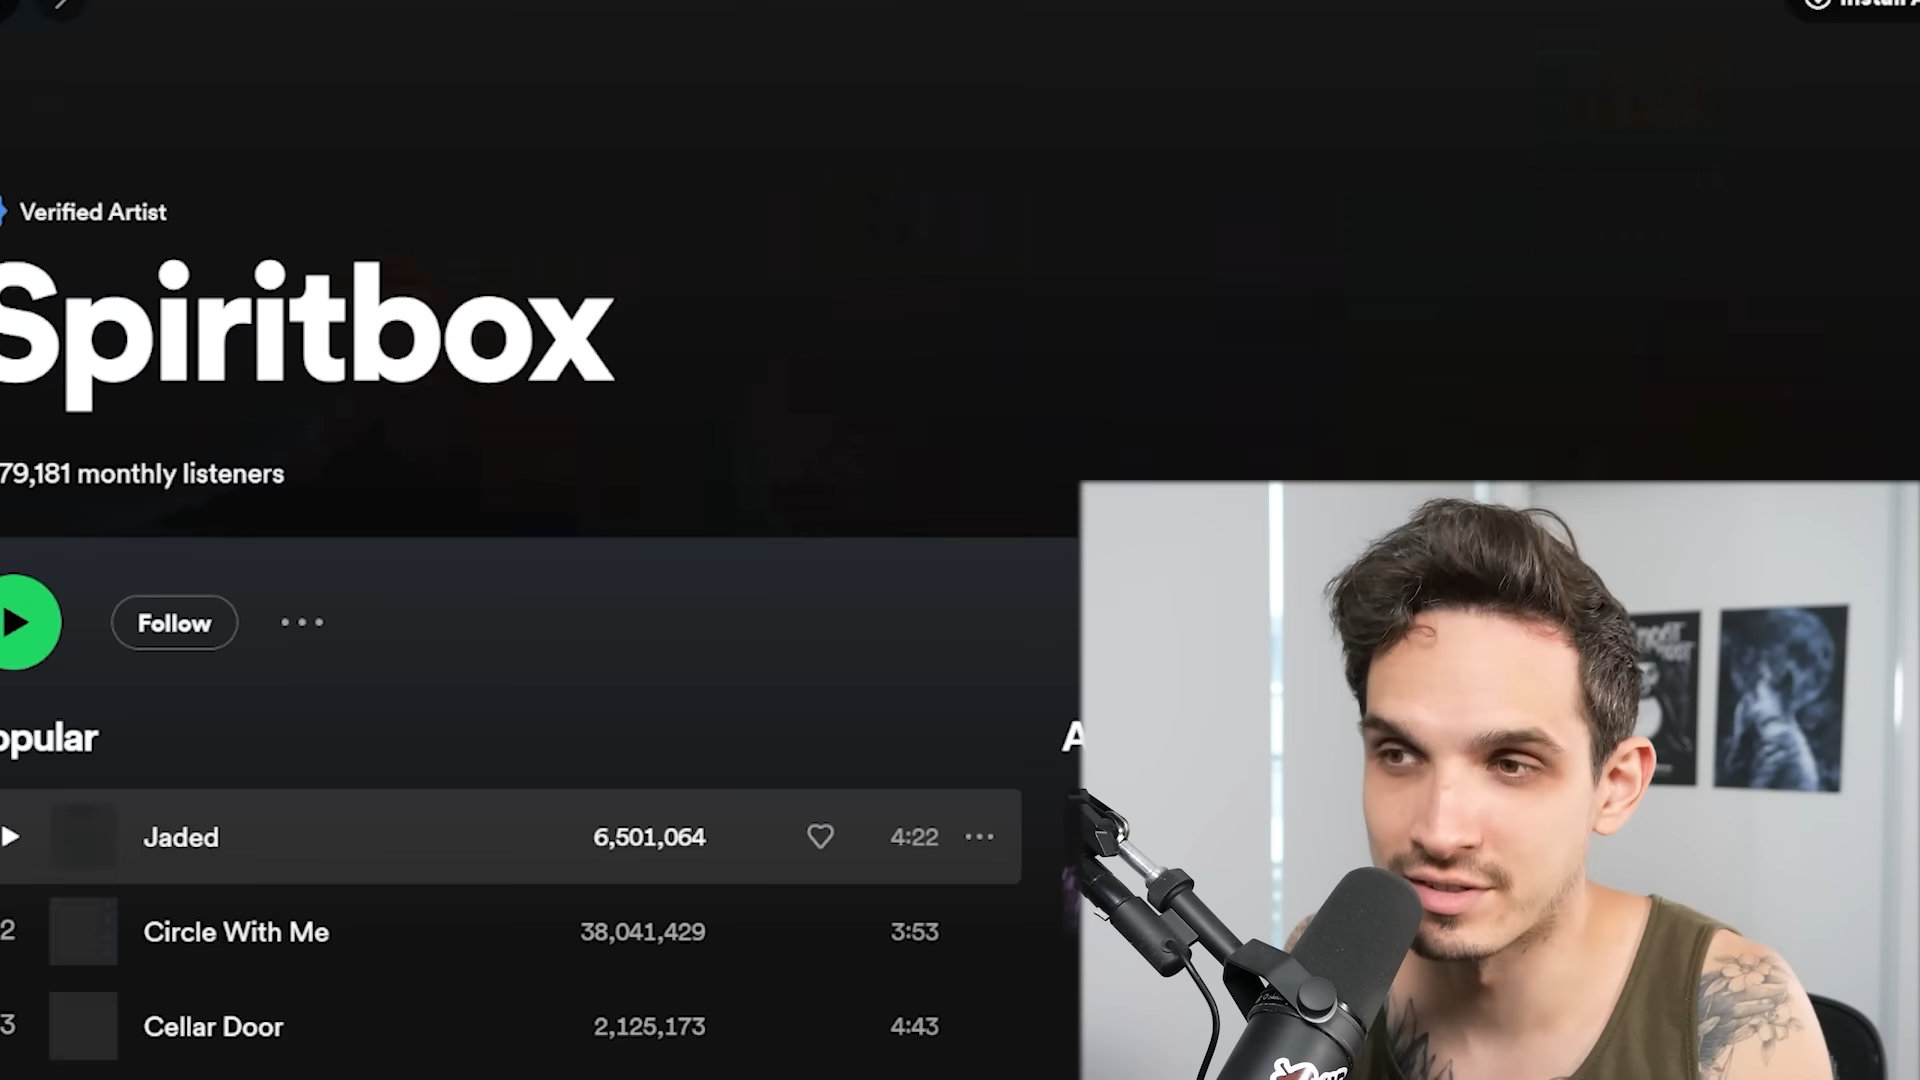 Verified Artist
Spiritbox
79,181 monthly listeners
Follow
opular
A
Jaded 6,501,064 4:22
2 Circle With Me 38,041,429 3:53
3 Cellar Door 2,125,173 4:43